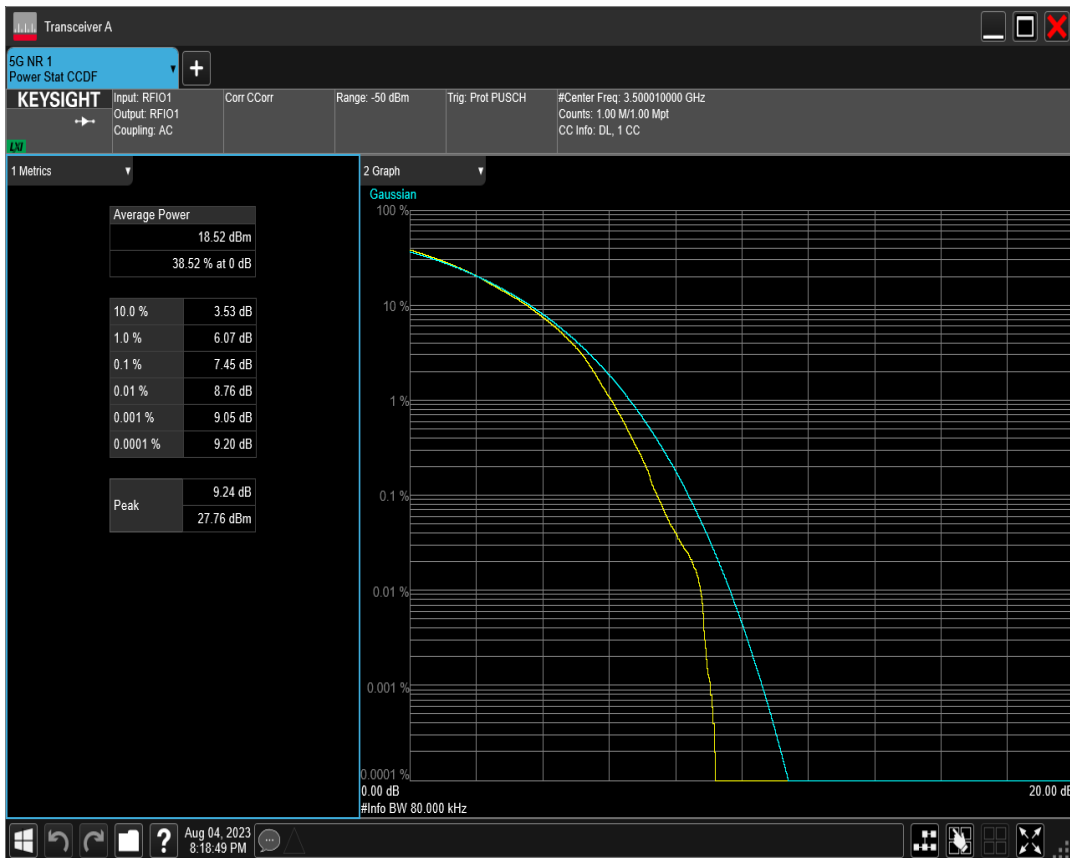 Transceiver A
5G NR 1
Power Stat CCDF
+
KEYSIGHT
LXI
Input: RFIO1
Output: RFIO1
Coupling: AC
Corr CCorr
Range: -50 dBm
Trig: Prot PUSCH
#Center Freq: 3.500010000 GHz
Counts: 1.00 M/1.00 Mpt
CC Info: DL, 1 CC
1 Metrics
Average Power
18.52 dBm
38.52 % at 0 dB
10.0 % 3.53 dB
1.0 % 6.07 dB
0.1 % 7.45 dB
0.01 % 8.76 dB
0.001 % 9.05 dB
0.0001 % 9.20 dB
Peak
9.24 dB
27.76 dBm
2 Graph
Gaussian
100 %
10 %
1 %
0.1 %
0.01 %
0.001 %
0.0001 %
0.00 dB 20.00 dB
#Info BW 80.000 kHz
?
Aug 04, 2023
8:18:49 PM